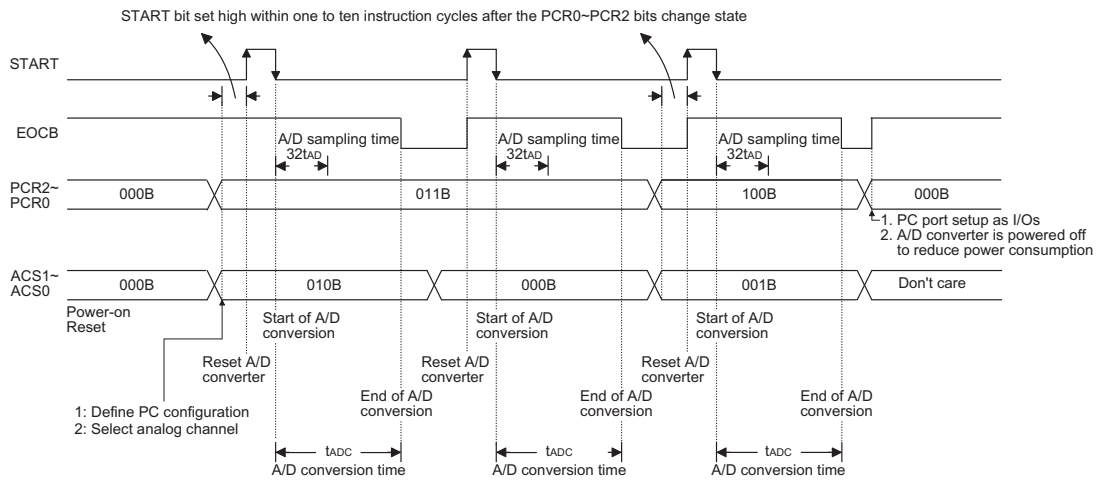 START bit set high within one to ten instruction cycles after the PCR0~PCR2 bits change state
START
EOCB
A/D sampling time
32tAD
A/D sampling time
32tAD
A/D sampling time
32tAD
PCR2~
PCR0
000B
011B
100B
000B
1. PC port setup as I/Os
2. A/D converter is powered off
to reduce power consumption
ACS1~
ACS0
000B
010B
000B
001B
Don't care
Power-on
Reset
Start of A/D
conversion
Start of A/D
conversion
Start of A/D
conversion
Reset A/D
converter
Reset A/D
converter
Reset A/D
converter
End of A/D
conversion
End of A/D
conversion
End of A/D
conversion
1: Define PC configuration
2: Select analog channel
tADC
A/D conversion time
tADC
A/D conversion time
tADC
A/D conversion time